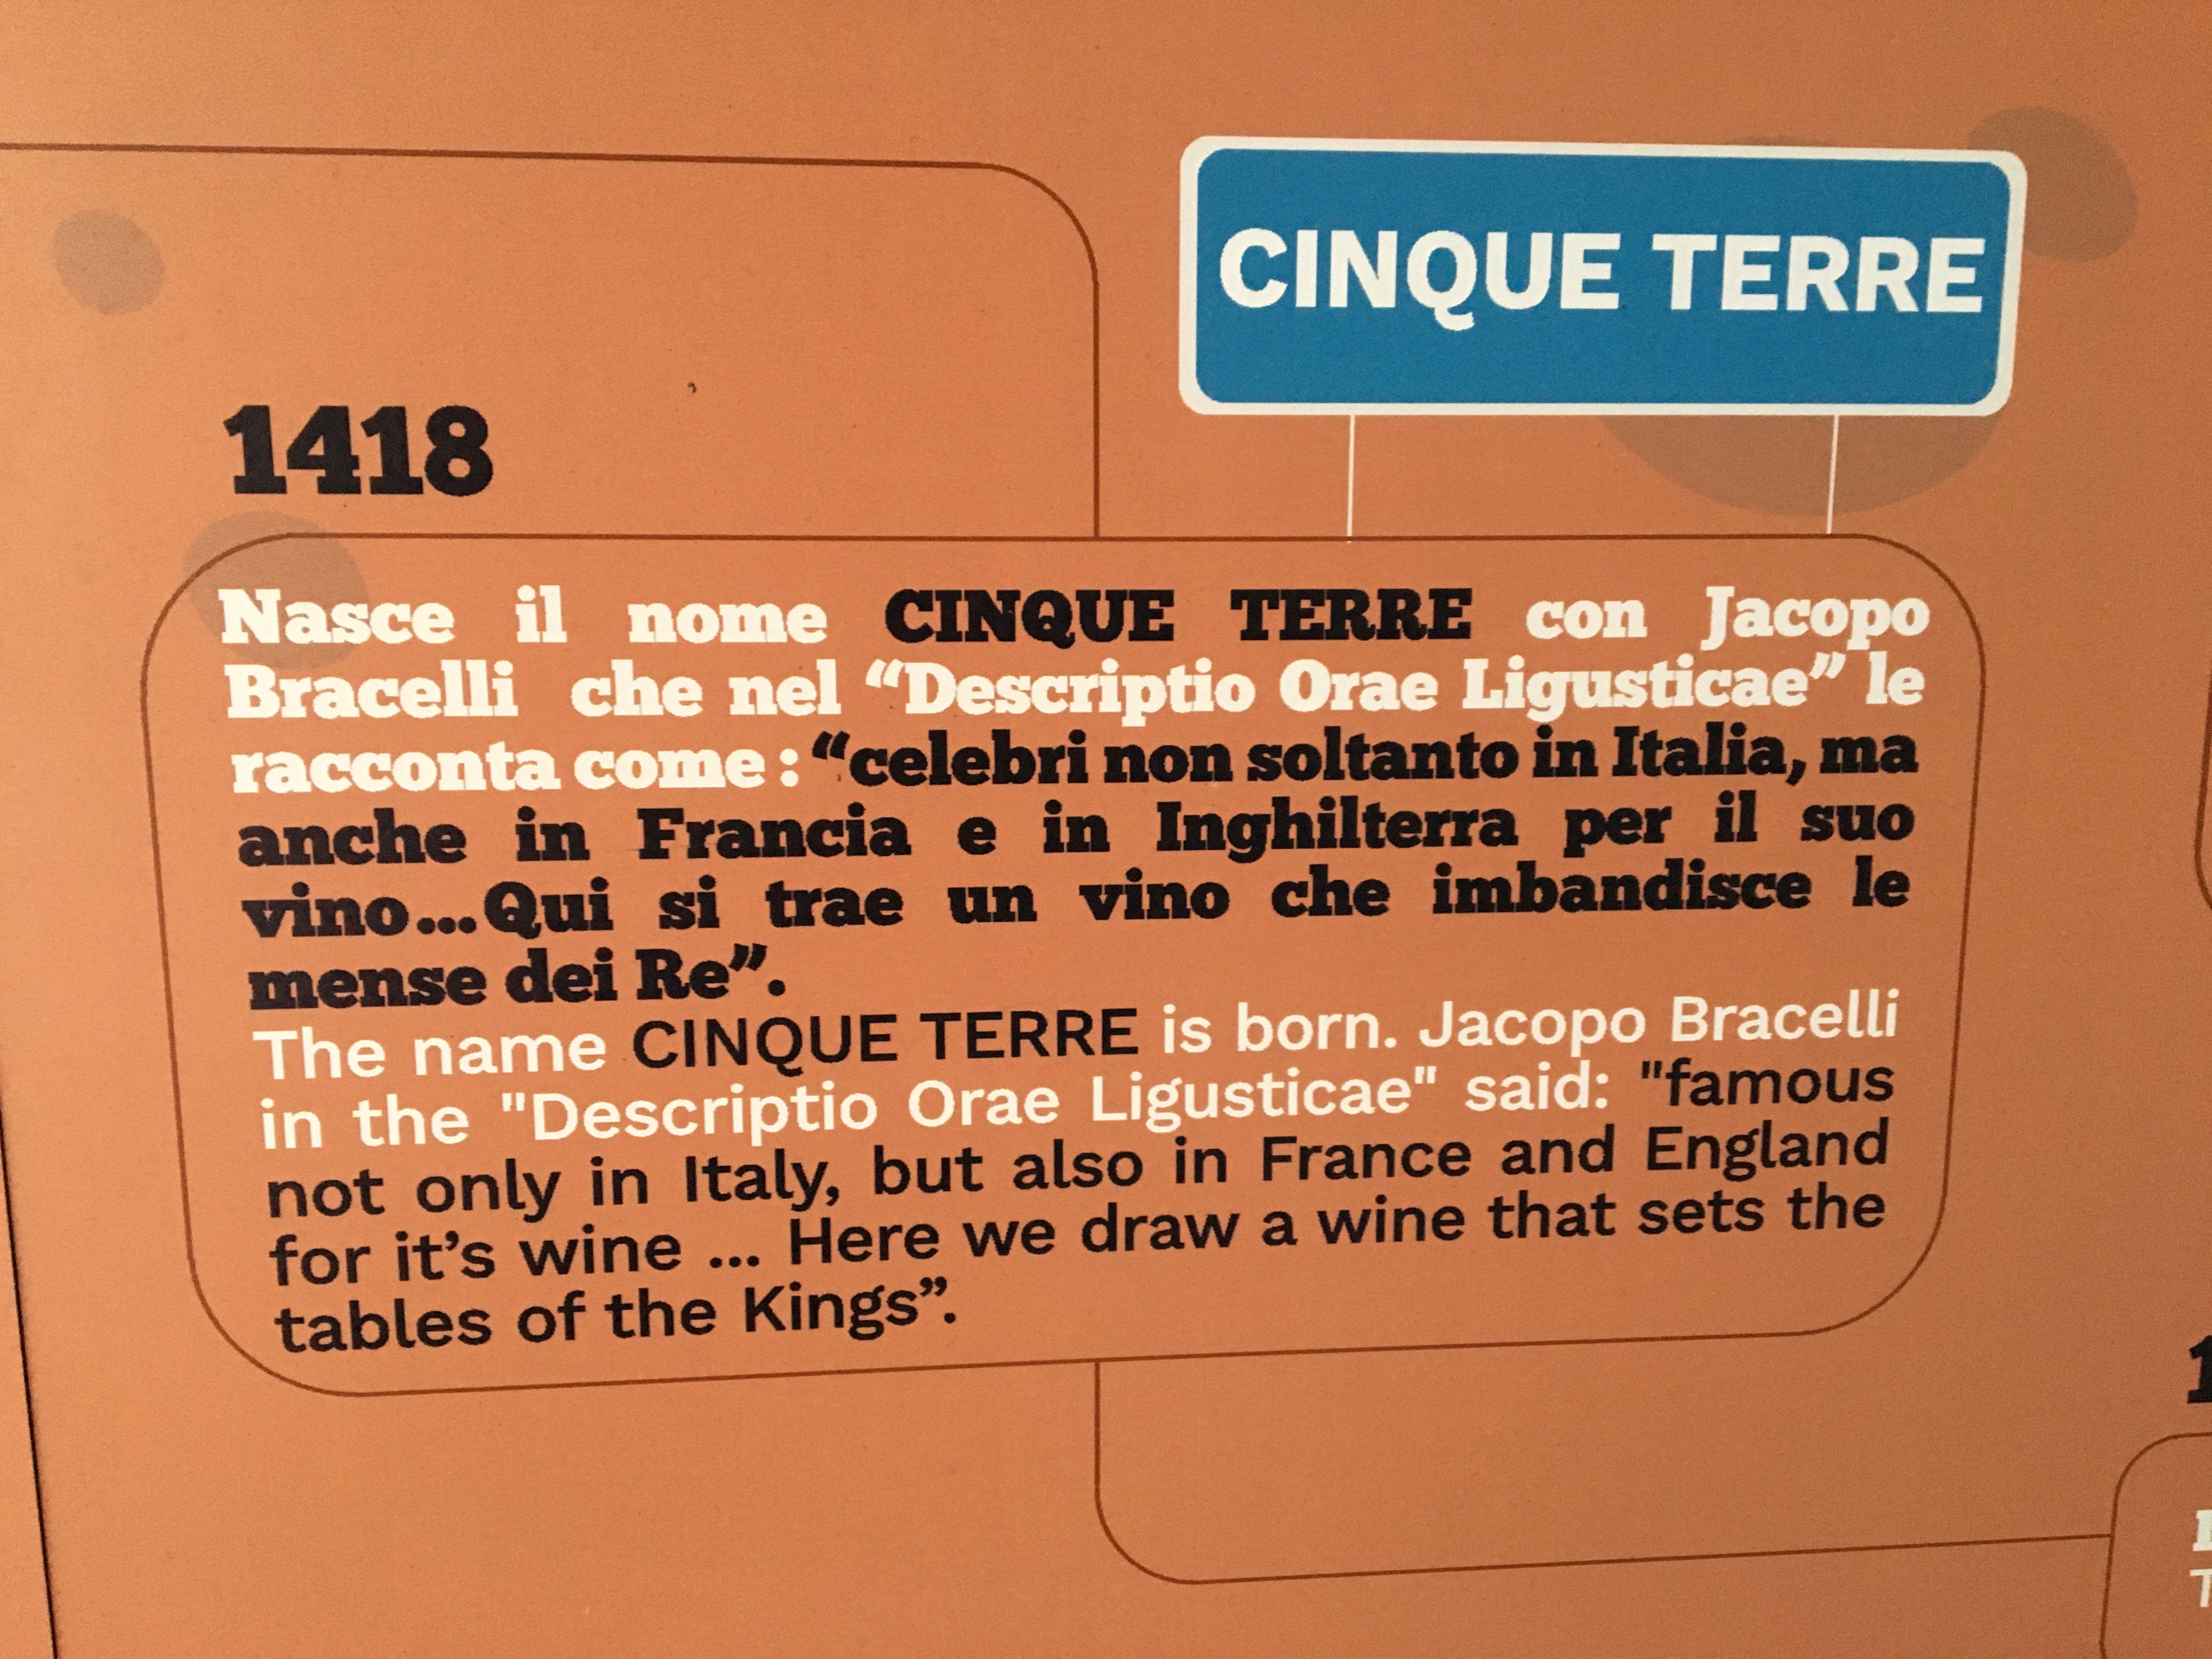 CINQUE TERRE
1418
Nasce il nome CINQUE TERRE con Jacopo
Bracelli che nel “Descriptio Orae Ligusticae” le
racconta come : “celebri non soltanto in Italia, ma
anche in Francia e in Inghilterra per il suo
vino...Qui si trae un vino che imbandisce le
mense dei Re”.
The name CINQUE TERRE is born. Jacopo Bracelli
in the "Descriptio Orae Ligusticae" said: "famous
not only in Italy, but also in France and England
for it’s wine ... Here we draw a wine that sets the
tables of the Kings”.